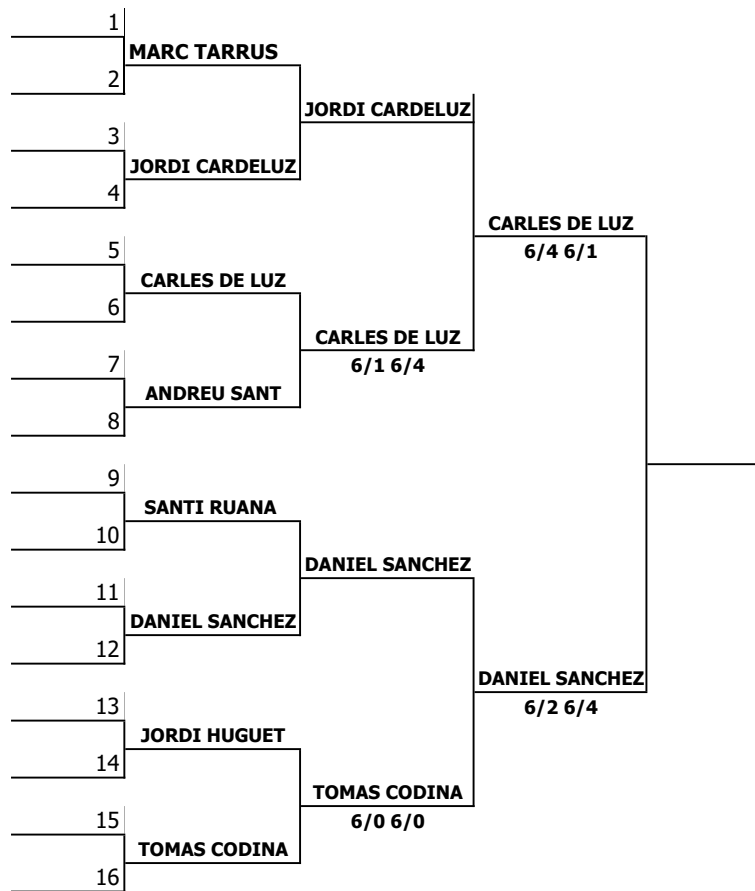 1
MARC TARRUS
2
JORDI CARDELUZ
3
JORDI CARDELUZ
4
CARLES DE LUZ
6/4 6/1
5
CARLES DE LUZ
6
CARLES DE LUZ
6/1 6/4
7
ANDREU SANT
8
9
SANTI RUANA
10
DANIEL SANCHEZ
11
DANIEL SANCHEZ
12
DANIEL SANCHEZ
6/2 6/4
13
JORDI HUGUET
14
TOMAS CODINA
6/0 6/0
15
TOMAS CODINA
16